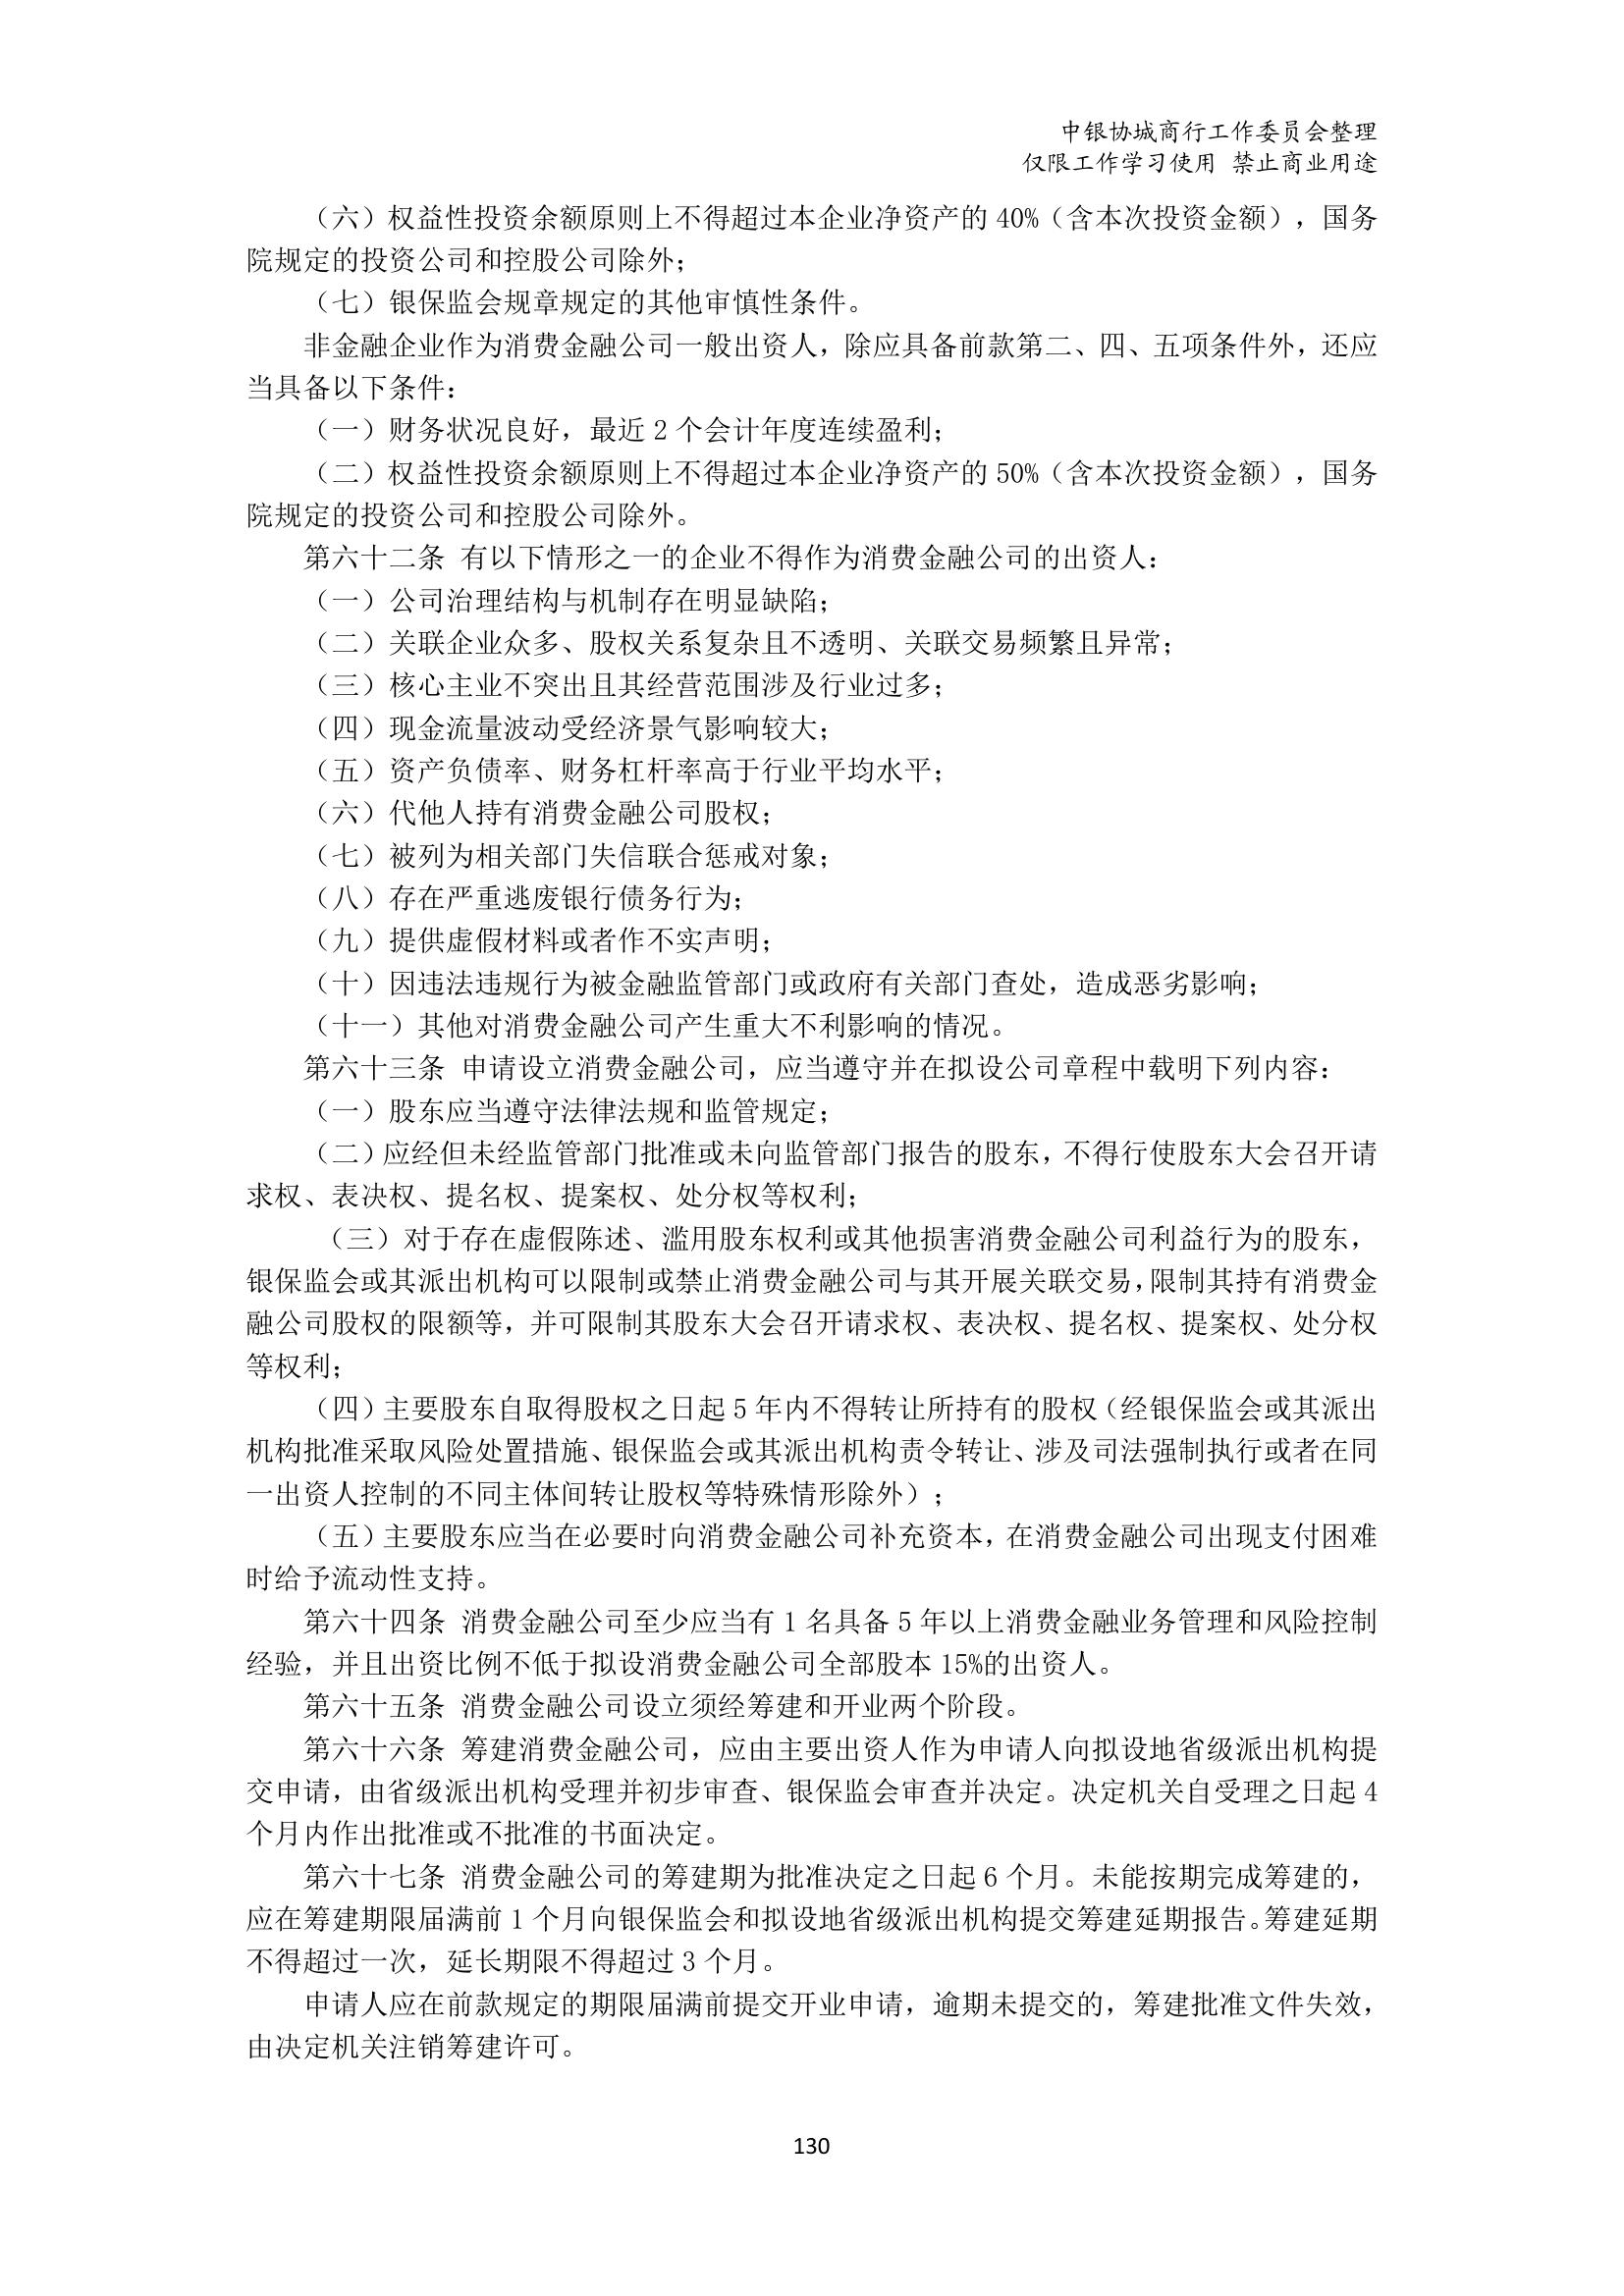 中银协城商行工作委员会整理
仅限工作学习使用 禁止商业用途
（六）权益性投资余额原则上不得超过本企业净资产的 40%（含本次投资金额），国务
院规定的投资公司和控股公司除外；
（七）银保监会规章规定的其他审慎性条件。
非金融企业作为消费金融公司一般出资人，除应具备前款第二、四、五项条件外，还应
当具备以下条件：
（一）财务状况良好，最近 2 个会计年度连续盈利；
（二）权益性投资余额原则上不得超过本企业净资产的 50%（含本次投资金额），国务
院规定的投资公司和控股公司除外。
第六十二条 有以下情形之一的企业不得作为消费金融公司的出资人：
（一）公司治理结构与机制存在明显缺陷；
（二）关联企业众多、股权关系复杂且不透明、关联交易频繁且异常；
（三）核心主业不突出且其经营范围涉及行业过多；
（四）现金流量波动受经济景气影响较大；
（五）资产负债率、财务杠杆率高于行业平均水平；
（六）代他人持有消费金融公司股权；
（七）被列为相关部门失信联合惩戒对象；
（八）存在严重逃废银行债务行为；
（九）提供虚假材料或者作不实声明；
（十）因违法违规行为被金融监管部门或政府有关部门查处，造成恶劣影响；
（十一）其他对消费金融公司产生重大不利影响的情况。
第六十三条 申请设立消费金融公司，应当遵守并在拟设公司章程中载明下列内容：
（一）股东应当遵守法律法规和监管规定；
（二）应经但未经监管部门批准或未向监管部门报告的股东，不得行使股东大会召开请
求权、表决权、提名权、提案权、处分权等权利；
（三）对于存在虚假陈述、滥用股东权利或其他损害消费金融公司利益行为的股东，
银保监会或其派出机构可以限制或禁止消费金融公司与其开展关联交易，限制其持有消费金
融公司股权的限额等，并可限制其股东大会召开请求权、表决权、提名权、提案权、处分权
等权利；
（四）主要股东自取得股权之日起 5 年内不得转让所持有的股权（经银保监会或其派出
机构批准采取风险处置措施、银保监会或其派出机构责令转让、涉及司法强制执行或者在同
一出资人控制的不同主体间转让股权等特殊情形除外）；
（五）主要股东应当在必要时向消费金融公司补充资本，在消费金融公司出现支付困难
时给予流动性支持。
第六十四条 消费金融公司至少应当有 1 名具备 5 年以上消费金融业务管理和风险控制
经验，并且出资比例不低于拟设消费金融公司全部股本 15%的出资人。
第六十五条 消费金融公司设立须经筹建和开业两个阶段。
第六十六条 筹建消费金融公司，应由主要出资人作为申请人向拟设地省级派出机构提
交申请，由省级派出机构受理并初步审查、银保监会审查并决定。决定机关自受理之日起 4
个月内作出批准或不批准的书面决定。
第六十七条 消费金融公司的筹建期为批准决定之日起 6 个月。未能按期完成筹建的，
应在筹建期限届满前 1 个月向银保监会和拟设地省级派出机构提交筹建延期报告。筹建延期
不得超过一次，延长期限不得超过 3 个月。
申请人应在前款规定的期限届满前提交开业申请，逾期未提交的，筹建批准文件失效，
由决定机关注销筹建许可。
130